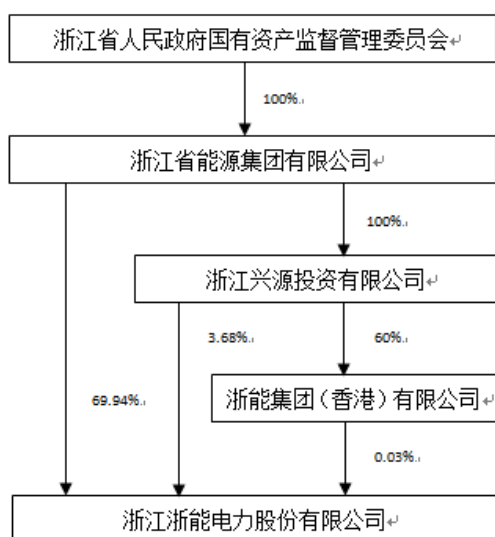 浙江省人民政府国有资产监督管理委员会
100%
浙江省能源集团有限公司
100%
浙江兴源投资有限公司
3.68%
60%
69.94%
浙能集团（香港）有限公司
0.03%
浙江浙能电力股份有限公司